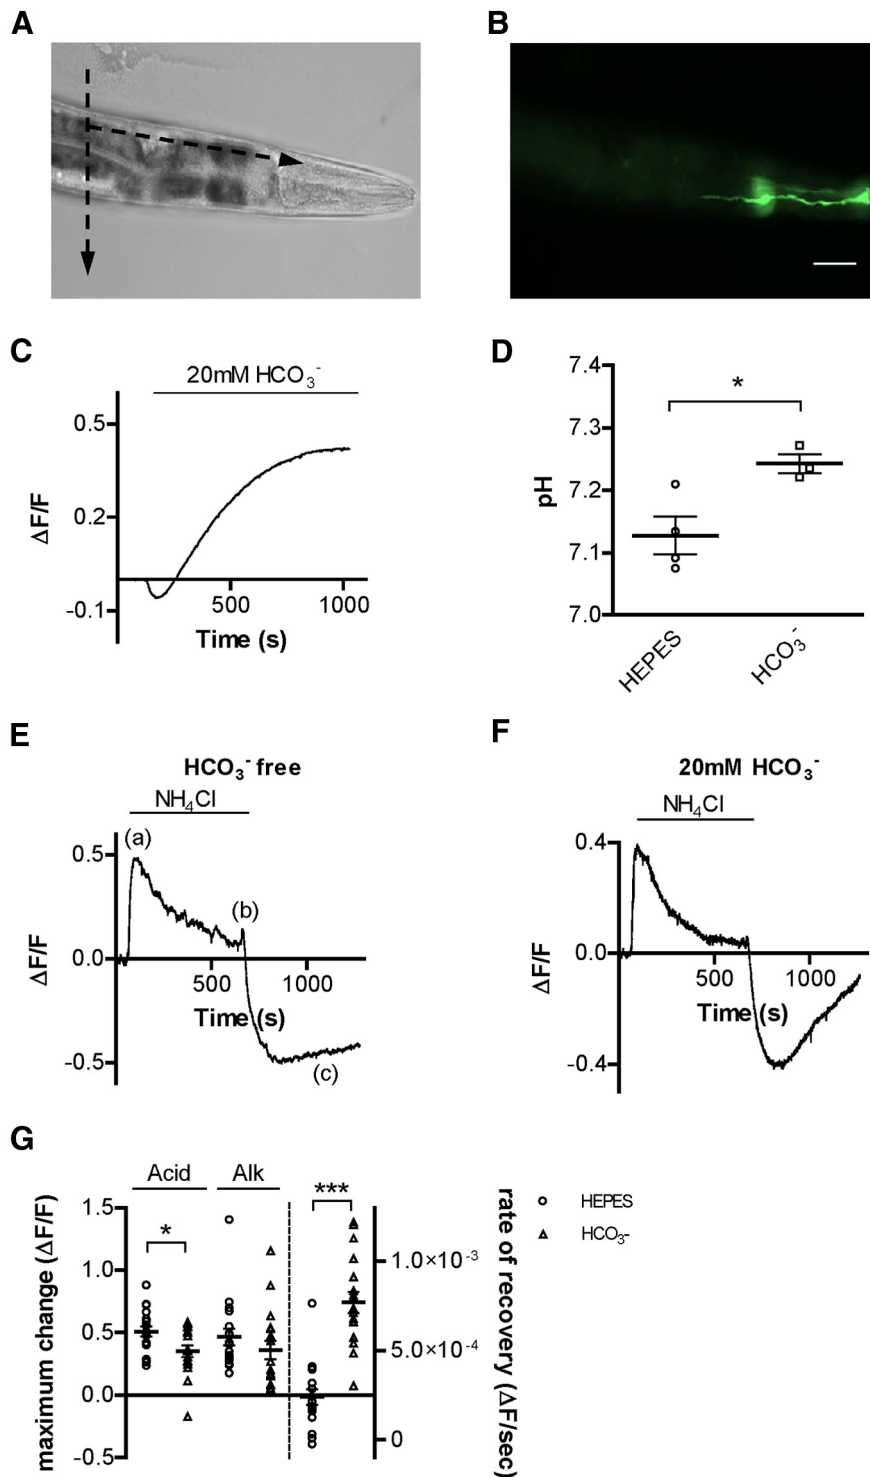 A
B
C
20mM HCO₃⁻
0.5
0.2
-0.1
ΔF/F
500
1000
Time (s)
D
7.4
7.3
7.2
7.1
7.0
pH
*
HEPES
HCO₃⁻
E
HCO₃⁻ free
NH₄Cl
(a)
(b)
(c)
0.5
0.0
-0.5
ΔF/F
500
1000
Time (s)
F
20mM HCO₃⁻
NH₄Cl
0.4
0.0
-0.4
ΔF/F
500
1000
Time (s)
G
Acid
Alk
*
***
1.5
1.0
0.5
0.0
-0.5
maximum change (ΔF/F)
1.0×10⁻³
5.0×10⁻⁴
0
rate of recovery (ΔF/sec)
HEPES
HCO₃-